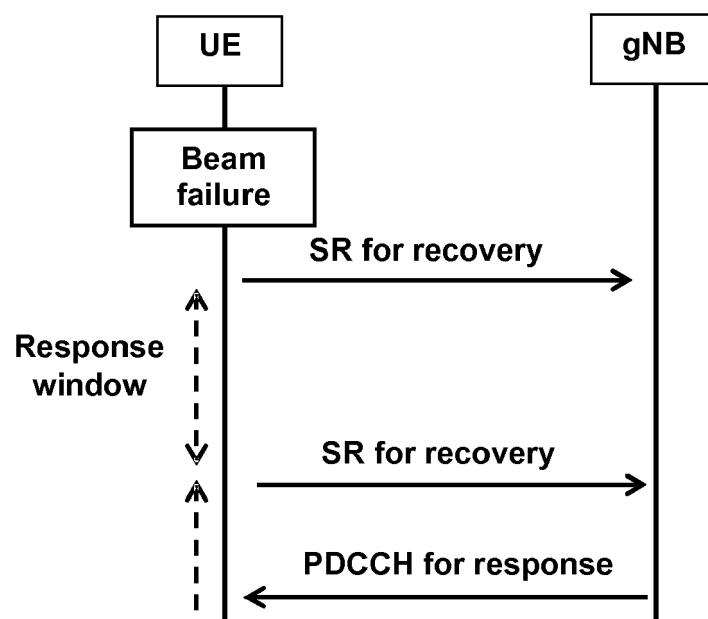 UE
gNB
Beam
failure
SR for recovery
Response
window
SR for recovery
PDCCH for response